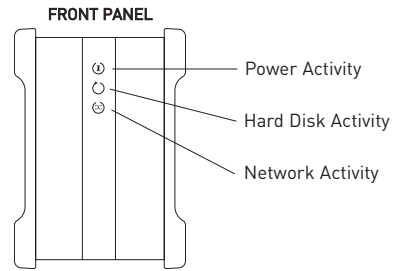 FRONT PANEL
Power Activity
Hard Disk Activity
Network Activity